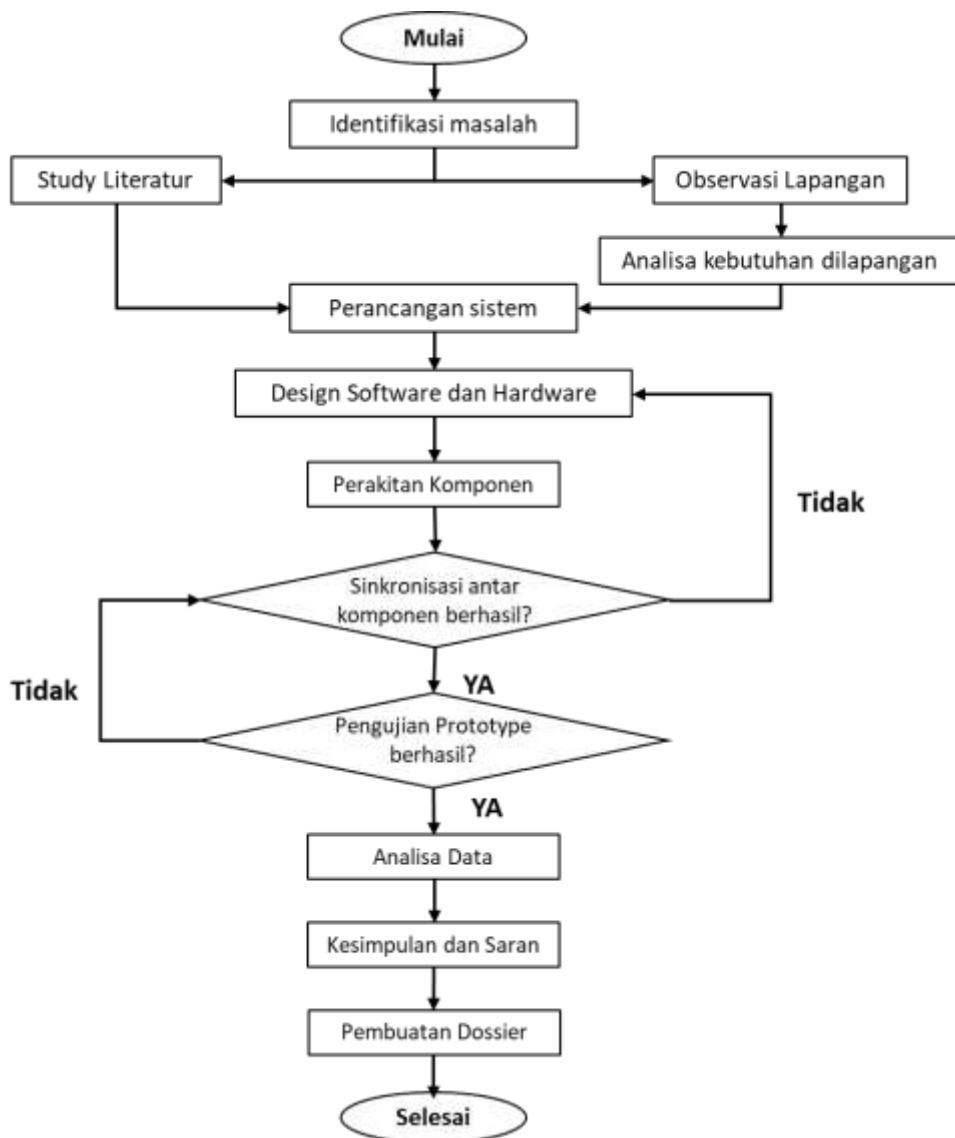 Mulai
Identifikasi masalah
Study Literatur
Observasi Lapangan
Analisa kebutuhan dilapangan
Perancangan sistem
Design Software dan Hardware
Perakitan Komponen
Tidak
Sinkronisasi antar
komponen berhasil?
Tidak
YA
Pengujian Prototype
berhasil?
YA
Analisa Data
Kesimpulan dan Saran
Pembuatan Dossier
Selesai